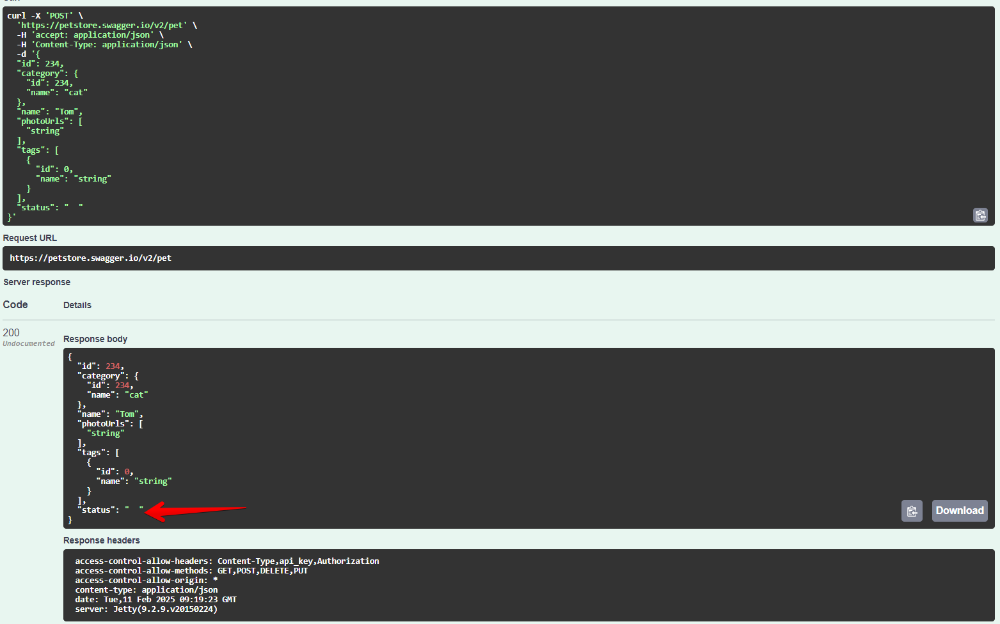 curl -X 'POST' \
  'https://petstore.swagger.io/v2/pet' \
  -H 'accept: application/json' \
  -H 'Content-Type: application/json' \
  -d '{
  "id": 234,
  "category": {
    "id": 234,
    "name": "cat"
  },
  "name": "Tom",
  "photoUrls": [
    "string"
  ],
  "tags": [
    {
      "id": 0,
      "name": "string"
    }
  ],
  "status": "  "
}'
Request URL
https://petstore.swagger.io/v2/pet
Server response
Code Details
200
Undocumented
Response body
{
  "id": 234,
  "category": {
    "id": 234,
    "name": "cat"
  },
  "name": "Tom",
  "photoUrls": [
    "string"
  ],
  "tags": [
    {
      "id": 0,
      "name": "string"
    }
  ],
  "status": "  "
}
Download
Response headers
access-control-allow-headers: Content-Type,api_key,Authorization
access-control-allow-methods: GET,POST,DELETE,PUT
access-control-allow-origin: *
content-type: application/json
date: Tue,11 Feb 2025 09:19:23 GMT
server: Jetty(9.2.9.v20150224)